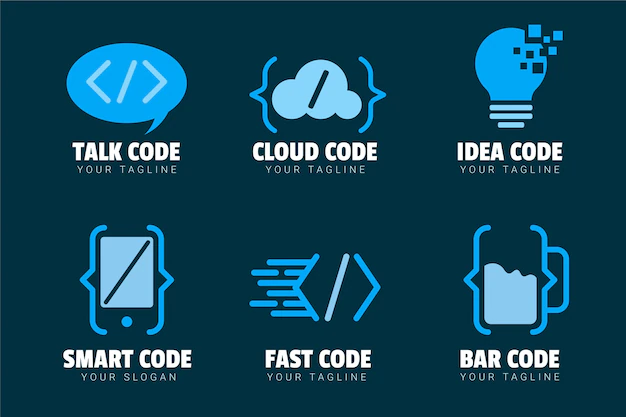 </>
TALK CODE
YOUR TAGLINE
{/}
CLOUD CODE
YOUR TAGLINE
IDEA CODE
YOUR TAGLINE
{/}
SMART CODE
YOUR SLOGAN
</>
FAST CODE
YOUR TAGLINE
{}
BAR CODE
YOUR TAGLINE